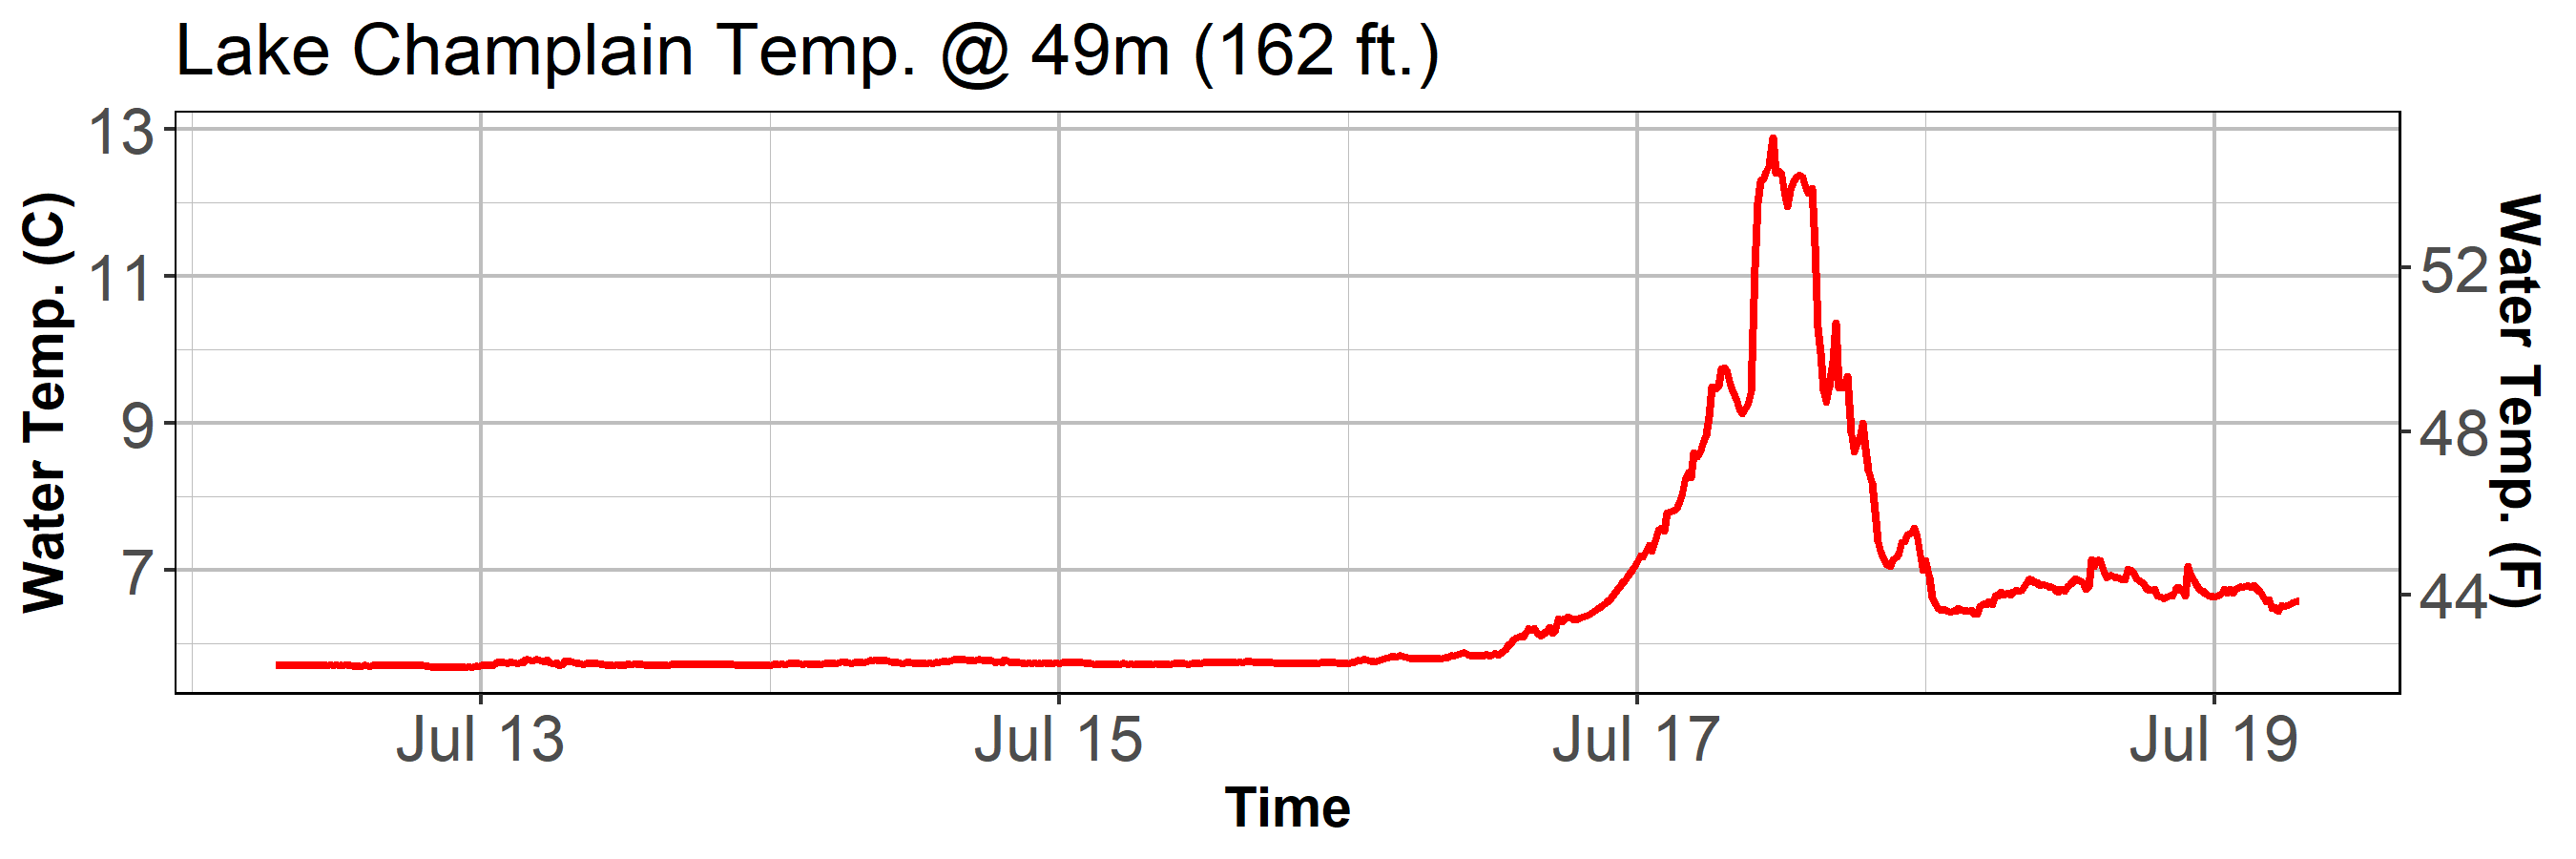 Lake Champlain Temp. @ 49m (162 ft.)
Water Temp. (C)
13
11
9
7
52
48
44
Water Temp. (F)
Jul 13
Jul 15
Jul 17
Jul 19
Time